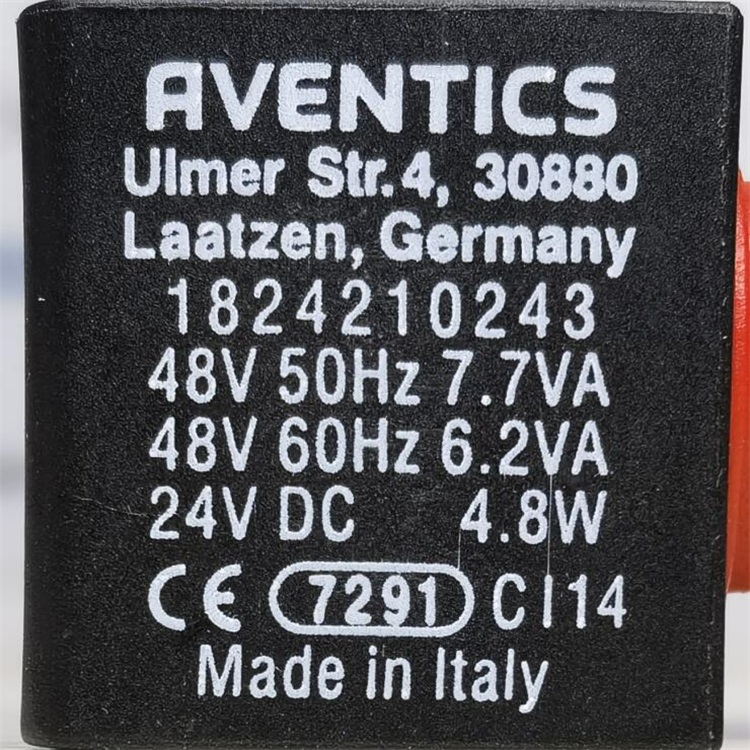 AVENTICS
Ulmer Str.4, 30880
Laatzen, Germany
1824210243
48V 50Hz 7.7VA
48V 60Hz 6.2VA
24V DC 4.8W
CE 7291 CI14
Made in Italy